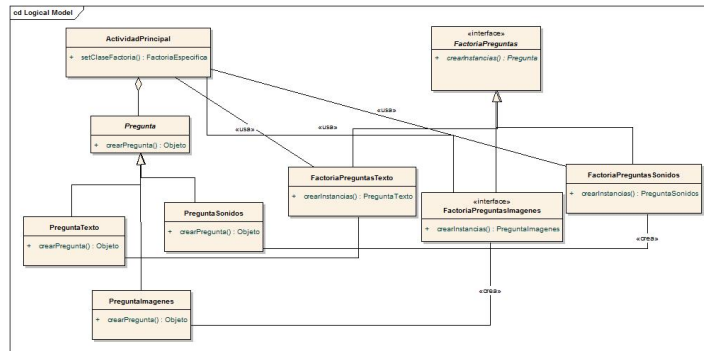 cd Logical Model
ActividadPrincipal
+ setClaseFactoria() : FactoriaEspecifica
«interface»
FactoriaPreguntas
+ crearInstancias() : Pregunta
Pregunta
+ crearPregunta() : Objeto
«usa»
«usa»
«usa»
FactoriaPreguntasTexto
+ crearInstancias() : PreguntaTexto
«interface»
FactoriaPreguntasImagenes
+ crearInstancias() : PreguntaImagenes
FactoriaPreguntasSonidos
+ crearInstancias() : PreguntaSonidos
PreguntaTexto
+ crearPregunta() : Objeto
PreguntaSonidos
+ crearPregunta() : Objeto
«crea»
«crea»
PreguntaImagenes
+ crearPregunta() : Objeto